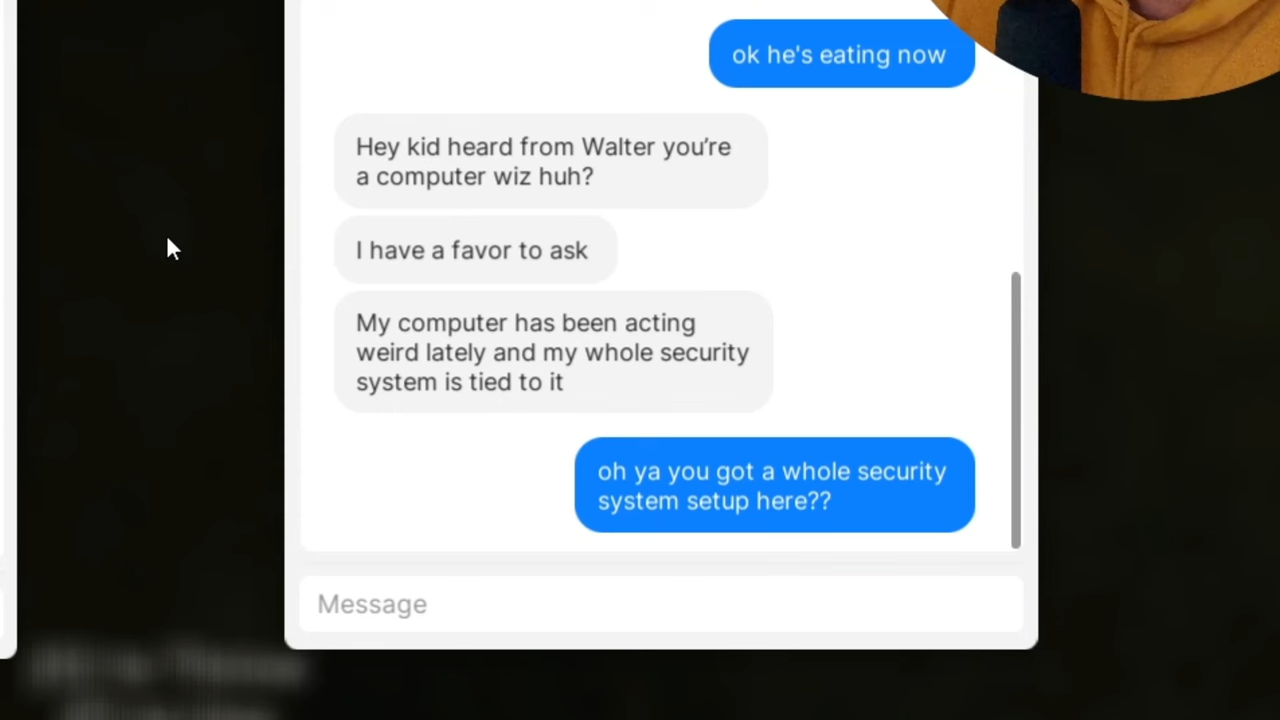 ok he's eating now
Hey kid heard from Walter you’re
a computer wiz huh?
I have a favor to ask
My computer has been acting
weird lately and my whole security
system is tied to it
oh ya you got a whole security
system setup here??
Message